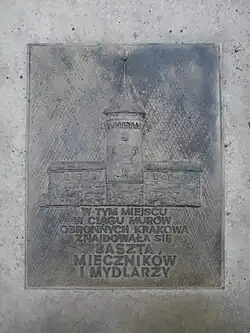 W TYM MIEJSCU
W CIĄGU MURÓW
OBRONNYCH KRAKOWA
ZNAJDOWAŁA SIĘ
BASZTA
MIECZNIKÓW
I MYDLARZY